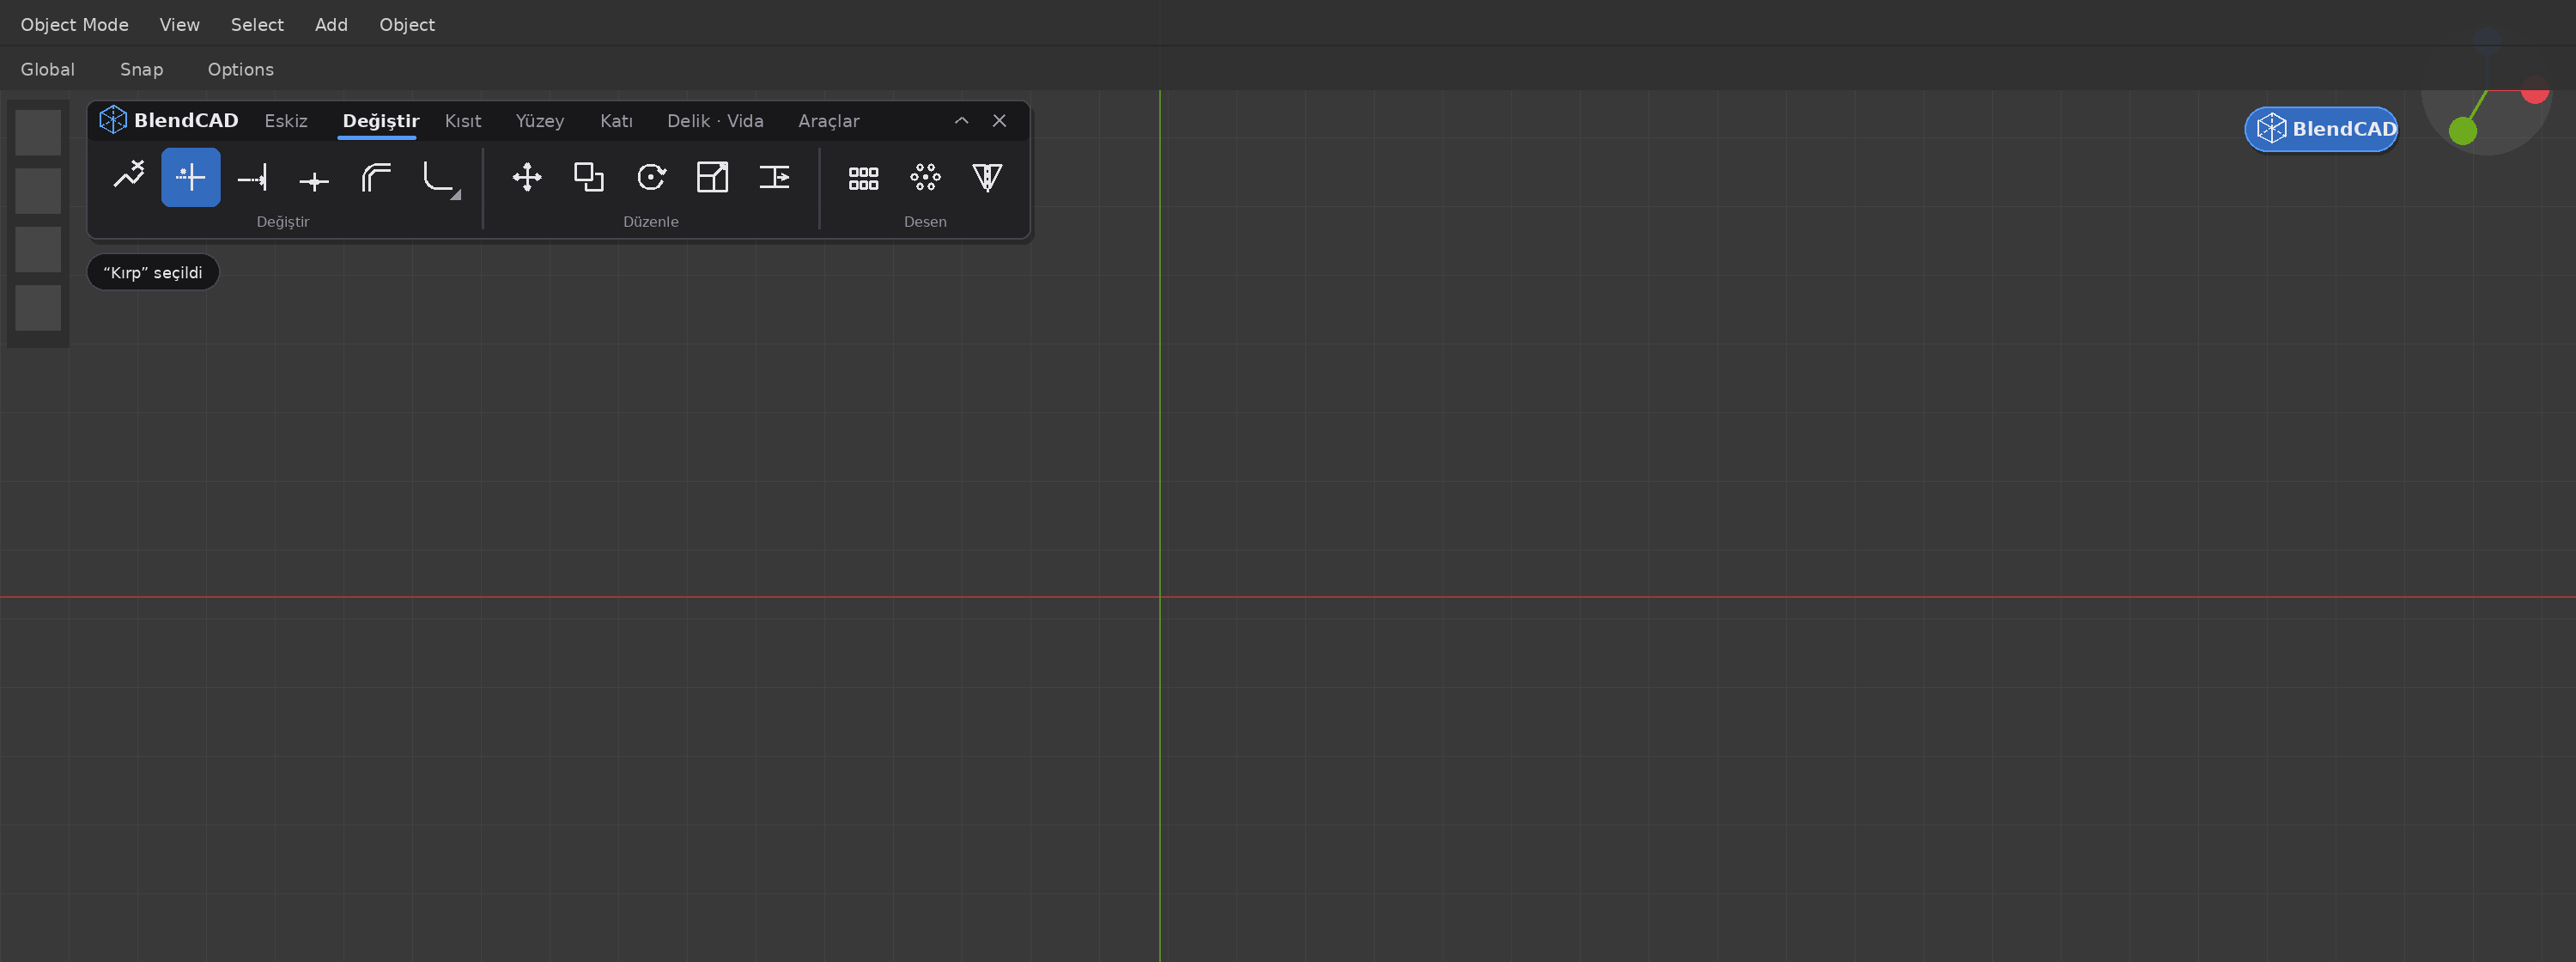 Object Mode View Select Add Object
Global Snap Options
BlendCAD Eskiz Değiştir Kısıt Yüzey Katı Delik · Vida Araçlar
BlendCAD
Değiştir Düzenle Desen
“Kırp” seçildi